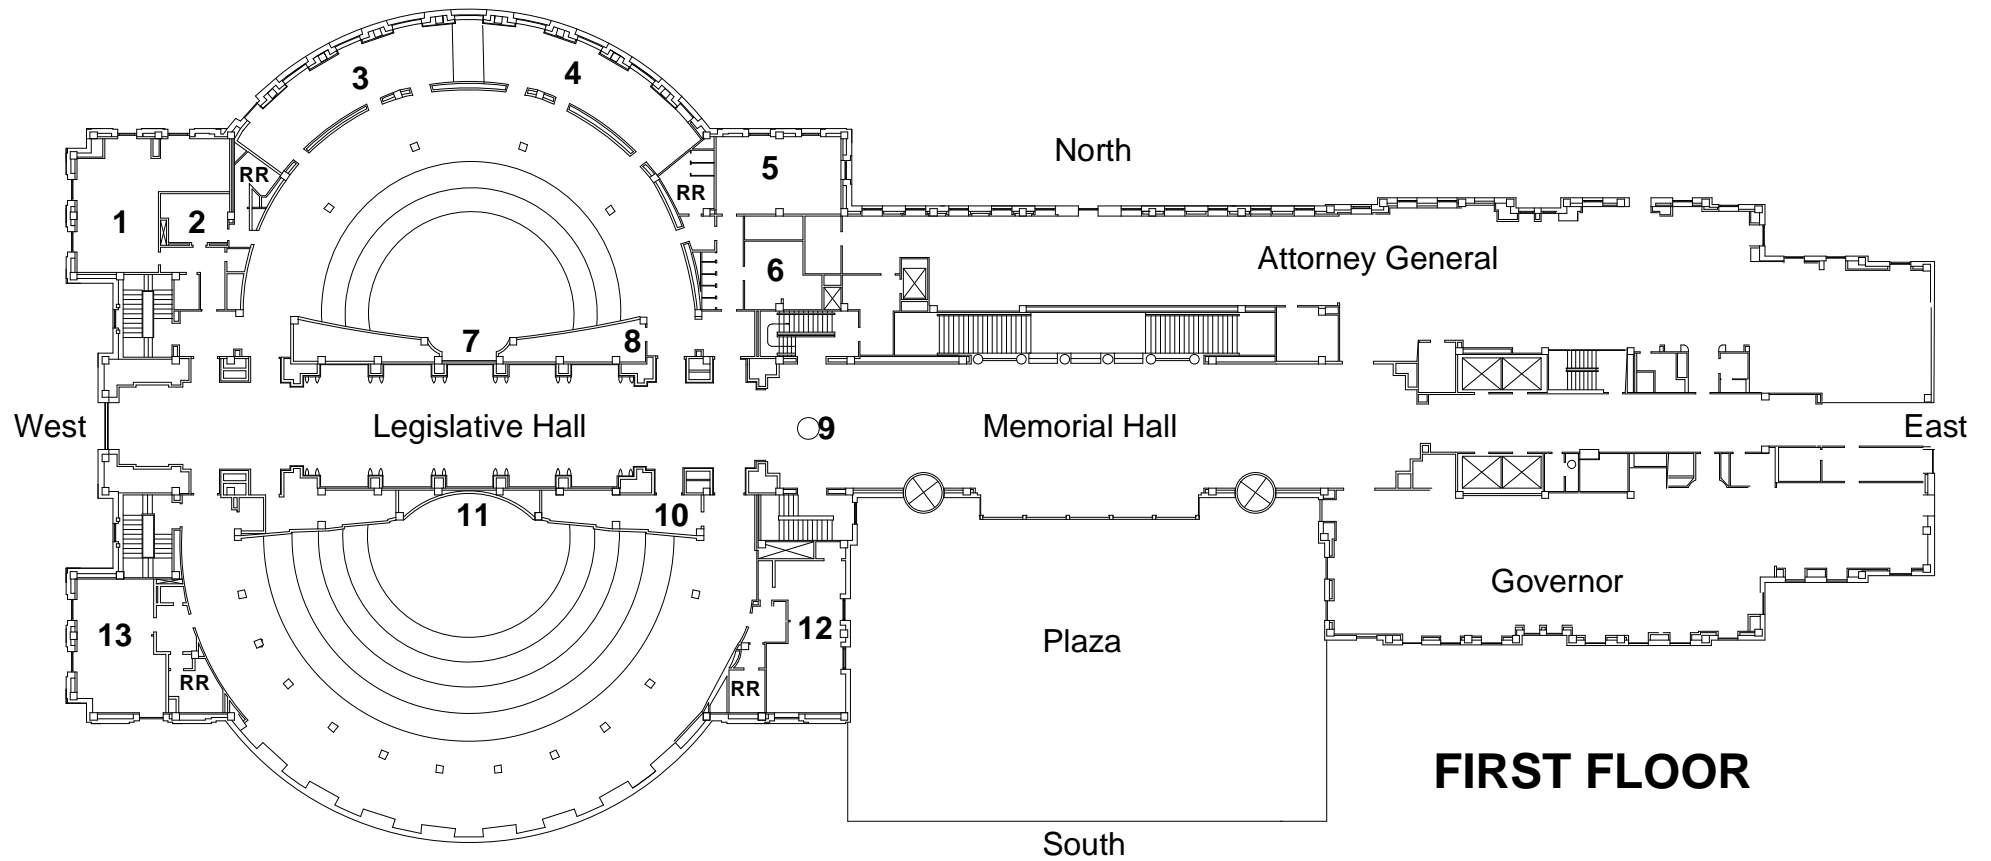 3
4
North
5
RR
RR
1
2
Attorney General
6
7
8
West
Legislative Hall
9
Memorial Hall
East
11
10
Governor
13
12
Plaza
RR
RR
FIRST FLOOR
South